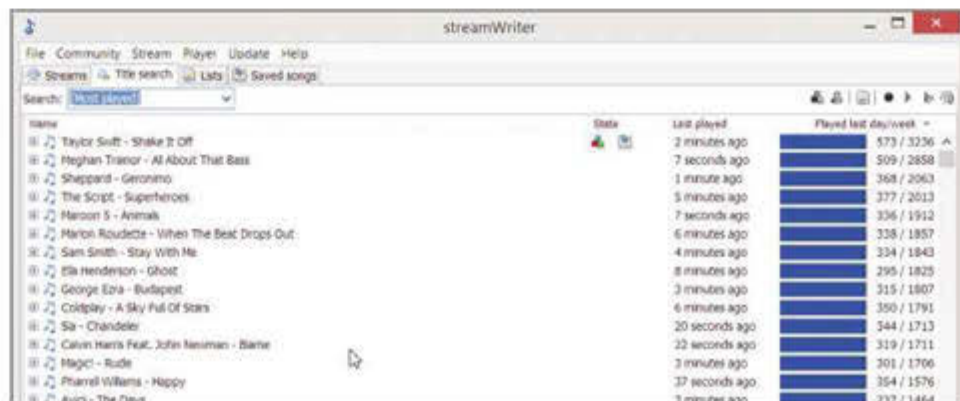 streamWriter
File Community Stream Player Update Help
Streams Title search Lists Saved songs
Search: [Most played]
Name State Last played Played last day/week
Taylor Swift - Shake It Off 2 minutes ago 573 / 3236
Meghan Trainor - All About That Bass 7 seconds ago 509 / 2858
Sheppard - Geronimo 1 minute ago 368 / 2063
The Script - Superheroes 5 minutes ago 377 / 2013
Maroon 5 - Animals 7 seconds ago 336 / 1912
Marlon Roudette - When The Beat Drops Out 6 minutes ago 338 / 1857
Sam Smith - Stay With Me 4 minutes ago 334 / 1843
Ella Henderson - Ghost 8 minutes ago 295 / 1825
George Ezra - Budapest 3 minutes ago 315 / 1807
Coldplay - A Sky Full Of Stars 6 minutes ago 350 / 1791
Sia - Chandelier 20 seconds ago 344 / 1713
Calvin Harris Feat. John Newman - Blame 22 seconds ago 319 / 1711
Magic! - Rude 3 minutes ago 301 / 1706
Pharrell Williams - Happy 37 seconds ago 354 / 1576
Avicii - The Days 237 / 1464